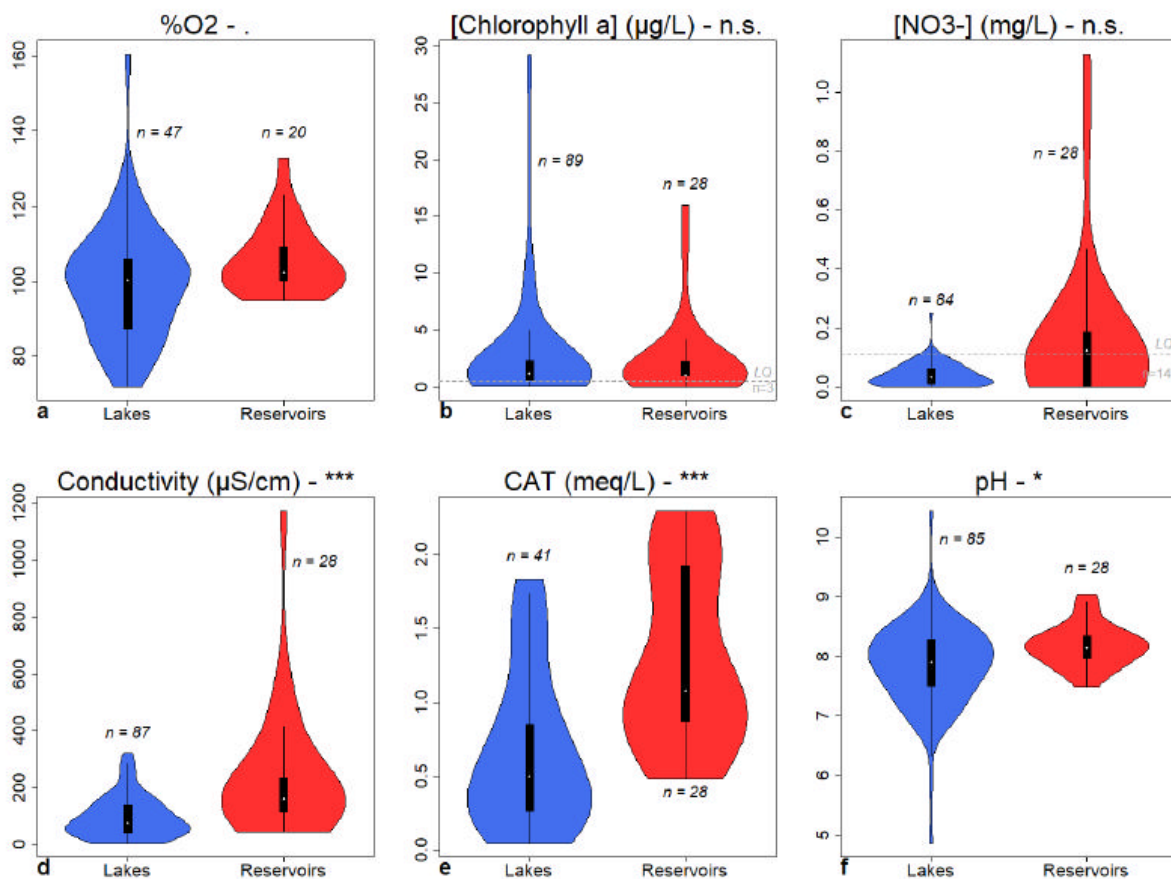 %O2 - .
[Chlorophyll a] (µg/L) - n.s.
[NO3-] (mg/L) - n.s.
160
140
120
100
80
n = 47
n = 20
a
Lakes
Reservoirs
30
25
20
15
10
5
0
n = 89
n = 28
LQ
n=3
b
Lakes
Reservoirs
1.0
0.8
0.6
0.4
0.2
0.0
n = 84
n = 28
LQ
n=14
c
Lakes
Reservoirs
Conductivity (µS/cm) - ***
CAT (meq/L) - ***
pH - *
1200
1000
800
600
400
200
0
n = 87
n = 28
d
Lakes
Reservoirs
2.0
1.5
1.0
0.5
0.0
n = 41
n = 28
e
Lakes
Reservoirs
10
9
8
7
6
5
n = 85
n = 28
f
Lakes
Reservoirs